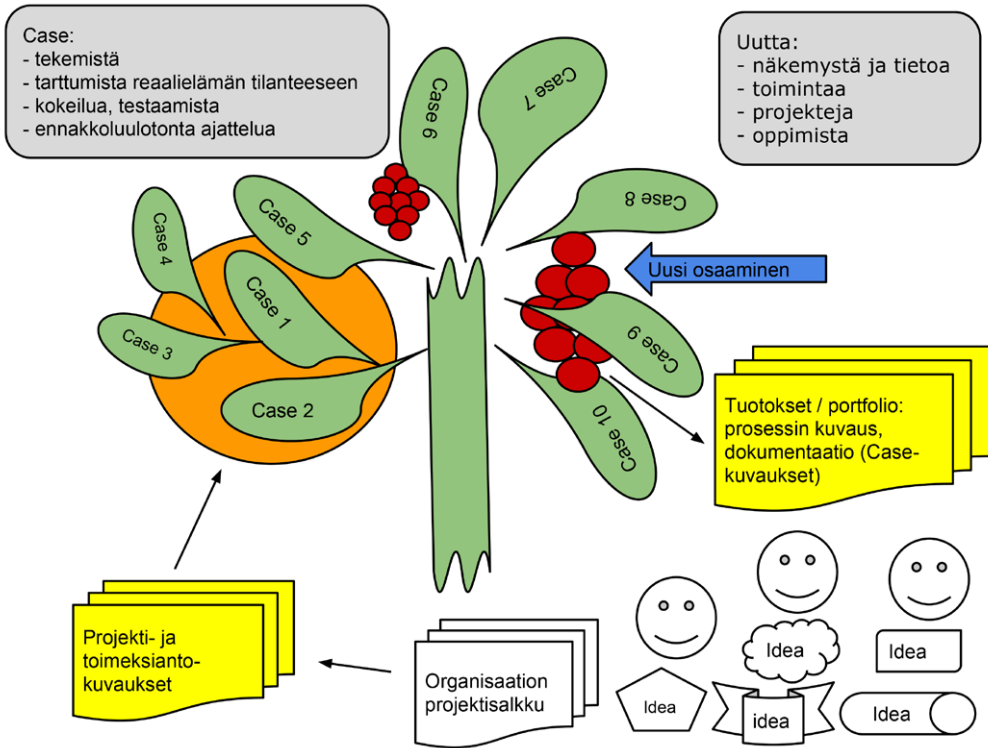 Case:
- tekemistä
- tarttumista reaalielämän tilanteeseen
- kokeilua, testaamista
- ennakkoluulotonta ajattelua
Uutta:
- näkemystä ja tietoa
- toimintaa
- projekteja
- oppimista
Case 6
Case 7
Case 8
Case 5
Case 4
Case 1
Case 3
Case 2
Uusi osaaminen
Case 9
Case 10
Tuotokset / portfolio:
prosessin kuvaus,
dokumentaatio (Case-
kuvaukset)
Projekti- ja
toimeksianto-
kuvaukset
Organisaation
projektisalkku
Idea
Idea
Idea
idea
Idea